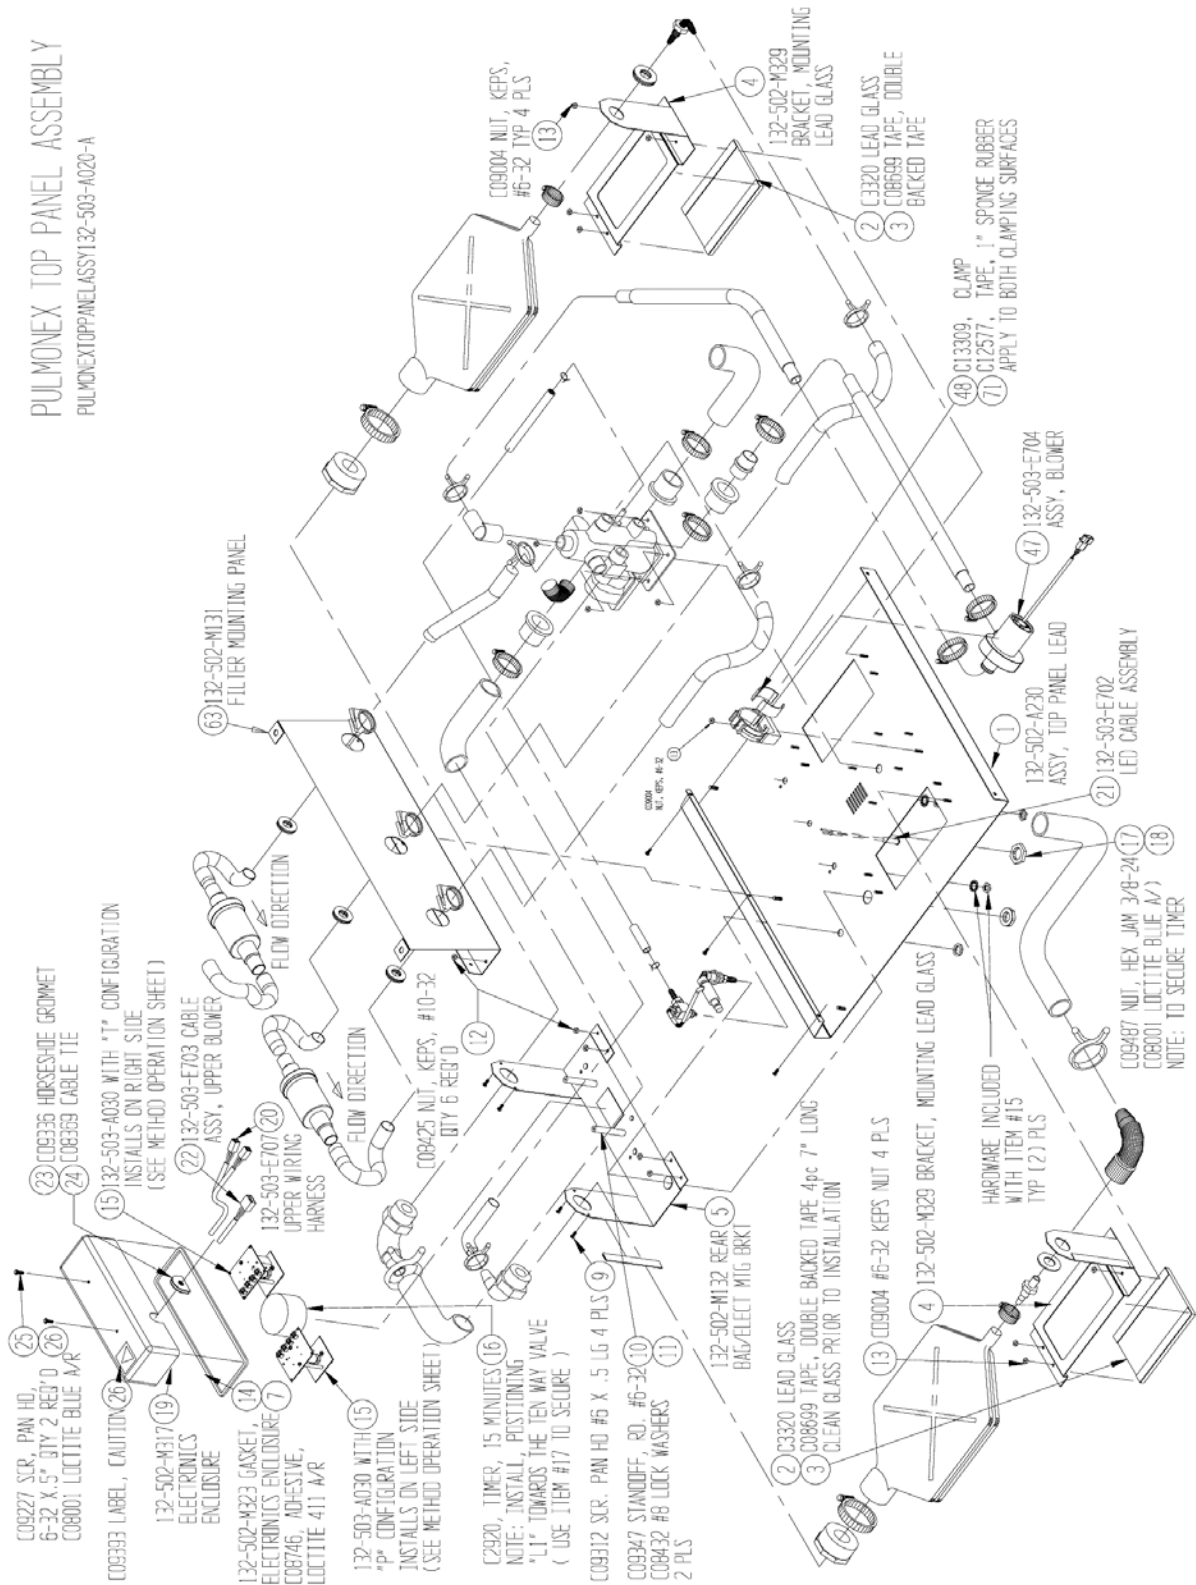 PULMONEX TOP PANEL ASSEMBLY
PULMONEXTOPPANELASSY132-503-A020-A
C09227 SCR, PAN HD, 25
6-32 X.5" QTY 2 REQ'D
C08001 LOCTITE BLUE A/R 26
C09393 LABEL, CAUTION 26
132-502-M317 19
ELECTRONICS
ENCLOSURE
132-502-M323 GASKET, 14
ELECTRONICS ENCLOSURE 7
C08746, ADHESIVE,
LOCTITE 411 A/R
132-503-A030 WITH 15
"P" CONFIGURATION
INSTALLS ON LEFT SIDE
(SEE METHOD OPERATION SHEET)
C2920, TIMER, 15 MINUTES 16
NOTE: INSTALL, POSITIONING
"L1" TOWARDS THE TEN WAY VALVE
( USE ITEM #17 TO SECURE )
C09312 SCR. PAN HD #6 X .5 LG 4 PLS 9
C09347 STANDOFF, RD. #6-32 10
C08432 #8 LOCK WASHERS 11
2 PLS
23 C09336 HORSESHOE GROMMET
24 C08369 CABLE TIE
15 132-503-A030 WITH "T" CONFIGURATION
INSTALLS ON RIGHT SIDE
(SEE METHOD OPERATION SHEET)
22 132-503-E703 CABLE
ASSY, UPPER BLOWER
132-503-E707 20
UPPER WIRING
HARNESS
FLOW DIRECTION
FLOW DIRECTION
C08425 NUT, KEPS, #10-32
QTY 6 REQ'D
12
63 132-502-M131
FILTER MOUNTING PANEL
132-502-M132 REAR 5
BAG/ELECT MTG BRKT
2 C3320 LEAD GLASS
3 C08699 TAPE, DOUBLE BACKED TAPE 4pc 7" LONG
CLEAN GLASS PRIOR TO INSTALLATION
13 C09004 #6-32 KEPS NUT 4 PLS
4 132-502-M329 BRACKET, MOUNTING LEAD GLASS
HARDWARE INCLUDED
WITH ITEM #15
TYP (2) PLS
C09487 NUT, HEX JAM 3/8-24 17
C08001 LOCTITE BLUE A/) 18
NOTE: TO SECURE TIMER
21 132-503-E702
LED CABLE ASSEMBLY
1
132-502-A230
ASSY, TOP PANEL LEAD
47 132-503-E704
ASSY, BLOWER
48 C13309, CLAMP
71 C12577, TAPE, 1" SPONGE RUBBER
APPLY TO BOTH CLAMPING SURFACES
2 C3320 LEAD GLASS
3 C08699 TAPE, DOUBLE
BACKED TAPE
4
132-502-M329
BRACKET, MOUNTING
LEAD GLASS
C09004 NUT, KEPS,
#6-32 TYP 4 PLS
13
C09004
NUT, KEPS, #6-32